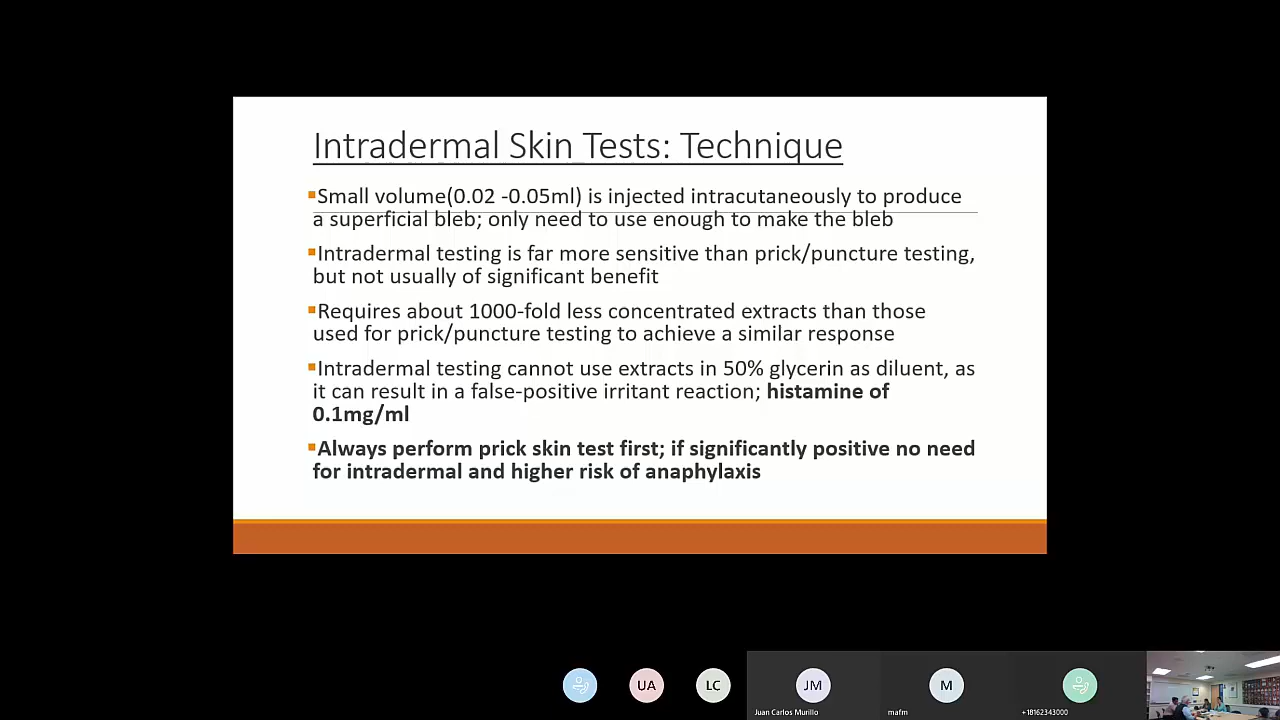 Intradermal Skin Tests: Technique
Small volume(0.02 -0.05ml) is injected intracutaneously to produce
a superficial bleb; only need to use enough to make the bleb
Intradermal testing is far more sensitive than prick/puncture testing,
but not usually of significant benefit
Requires about 1000-fold less concentrated extracts than those
used for prick/puncture testing to achieve a similar response
Intradermal testing cannot use extracts in 50% glycerin as diluent, as
it can result in a false-positive irritant reaction; histamine of
0.1mg/ml
Always perform prick skin test first; if significantly positive no need
for intradermal and higher risk of anaphylaxis
UA
LC
JM
M
Juan Carlos Murillo
mafm
+18162343000